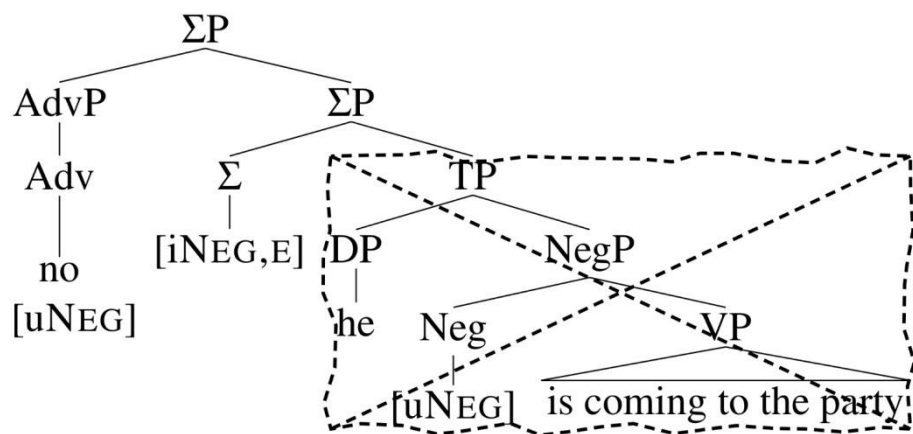 ΣP
AdvP ΣP
Adv Σ TP
no [iNEG,E] DP NegP
[uNEG] he Neg VP
[uNEG] is coming to the party